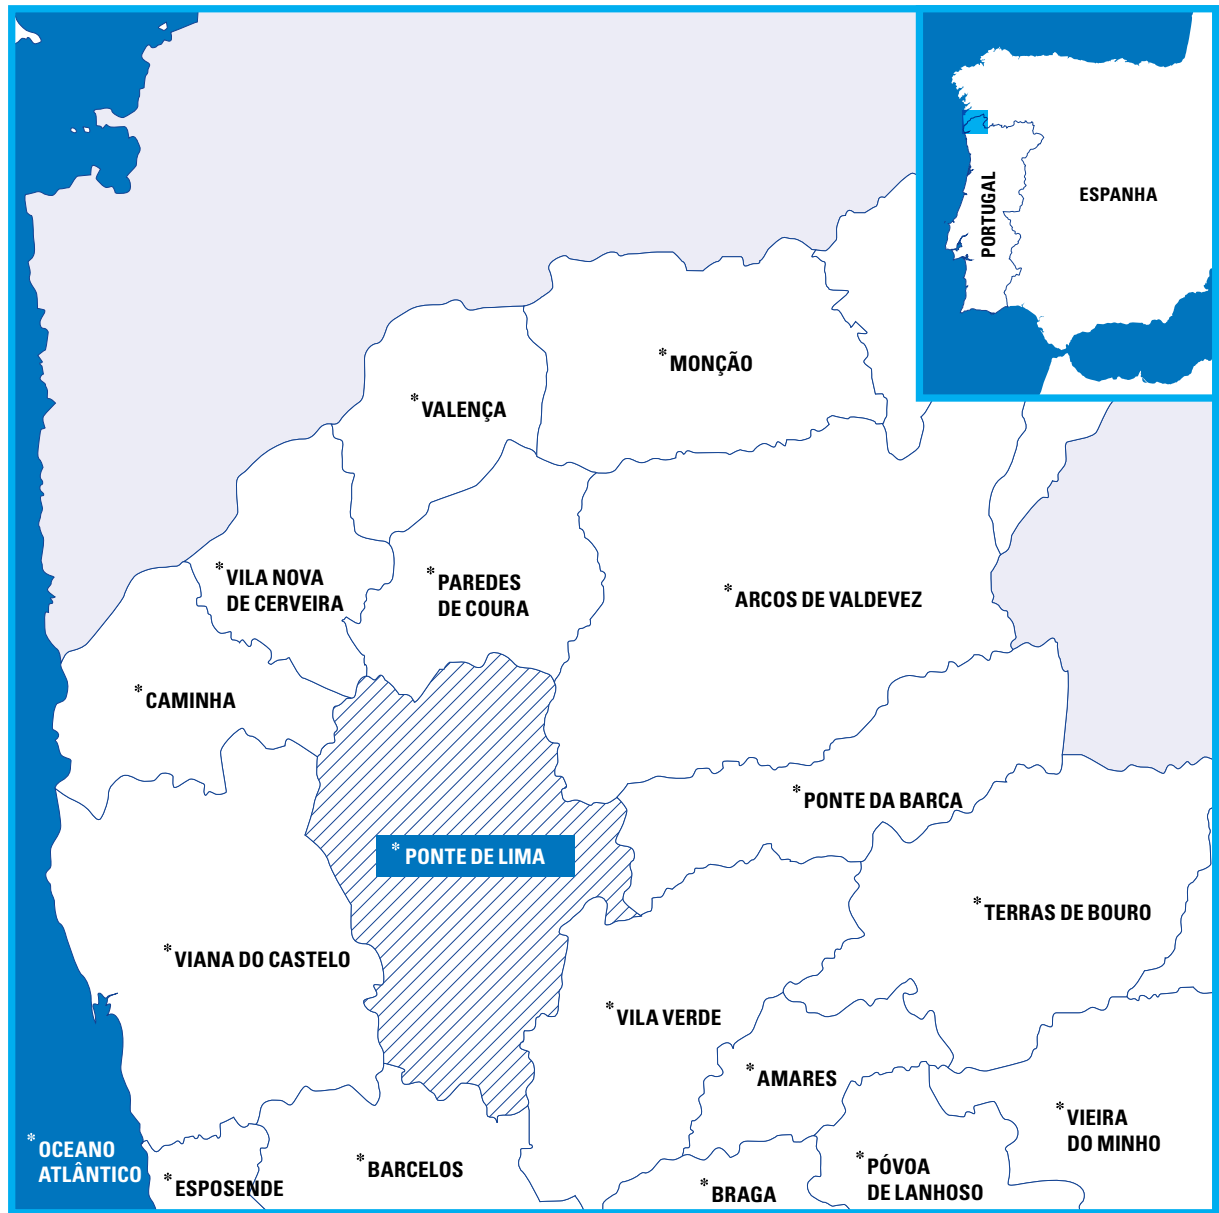 PORTUGAL
ESPANHA
* MONÇÃO
* VALENÇA
* VILA NOVA
DE CERVEIRA
* PAREDES
DE COURA
* ARCOS DE VALDEVEZ
* CAMINHA
* PONTE DA BARCA
* PONTE DE LIMA
* TERRAS DE BOURO
* VIANA DO CASTELO
* VILA VERDE
* AMARES
* VIEIRA
DO MINHO
* OCEANO
ATLÂNTICO
* ESPOSENDE
* BARCELOS
* BRAGA
* PÓVOA
DE LANHOSO